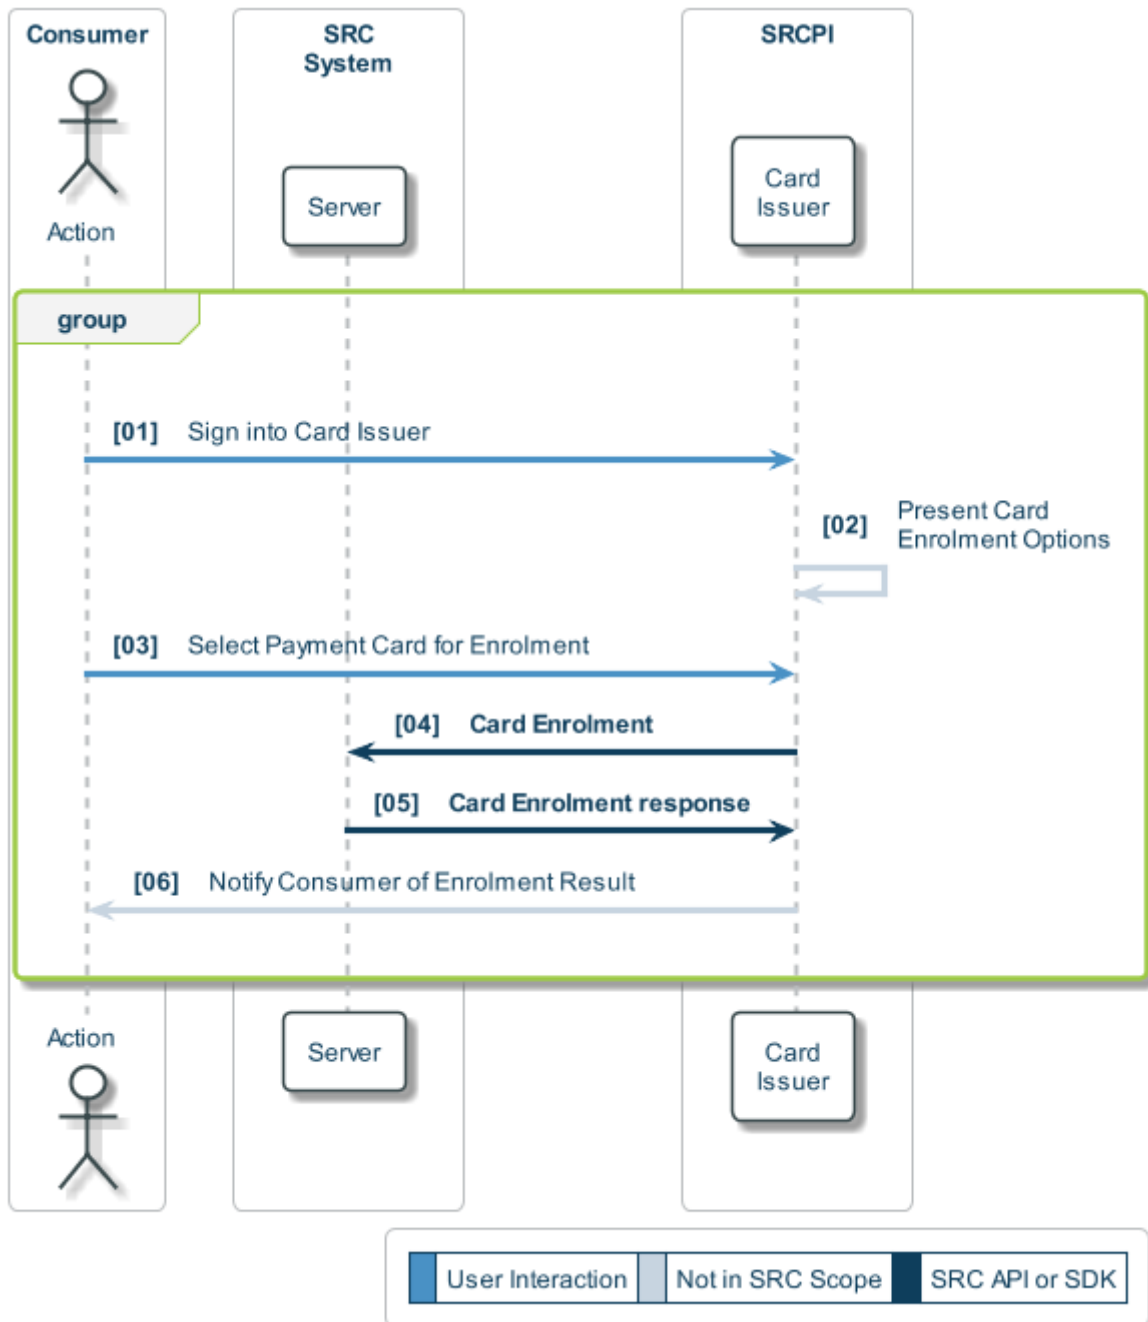 Consumer
SRC
System
SRCPI
Action
Server
Card
Issuer
group
[01] Sign into Card Issuer
[02] Present Card
Enrolment Options
[03] Select Payment Card for Enrolment
[04] Card Enrolment
[05] Card Enrolment response
[06] Notify Consumer of Enrolment Result
Action
Server
Card
Issuer
User Interaction
Not in SRC Scope
SRC API or SDK